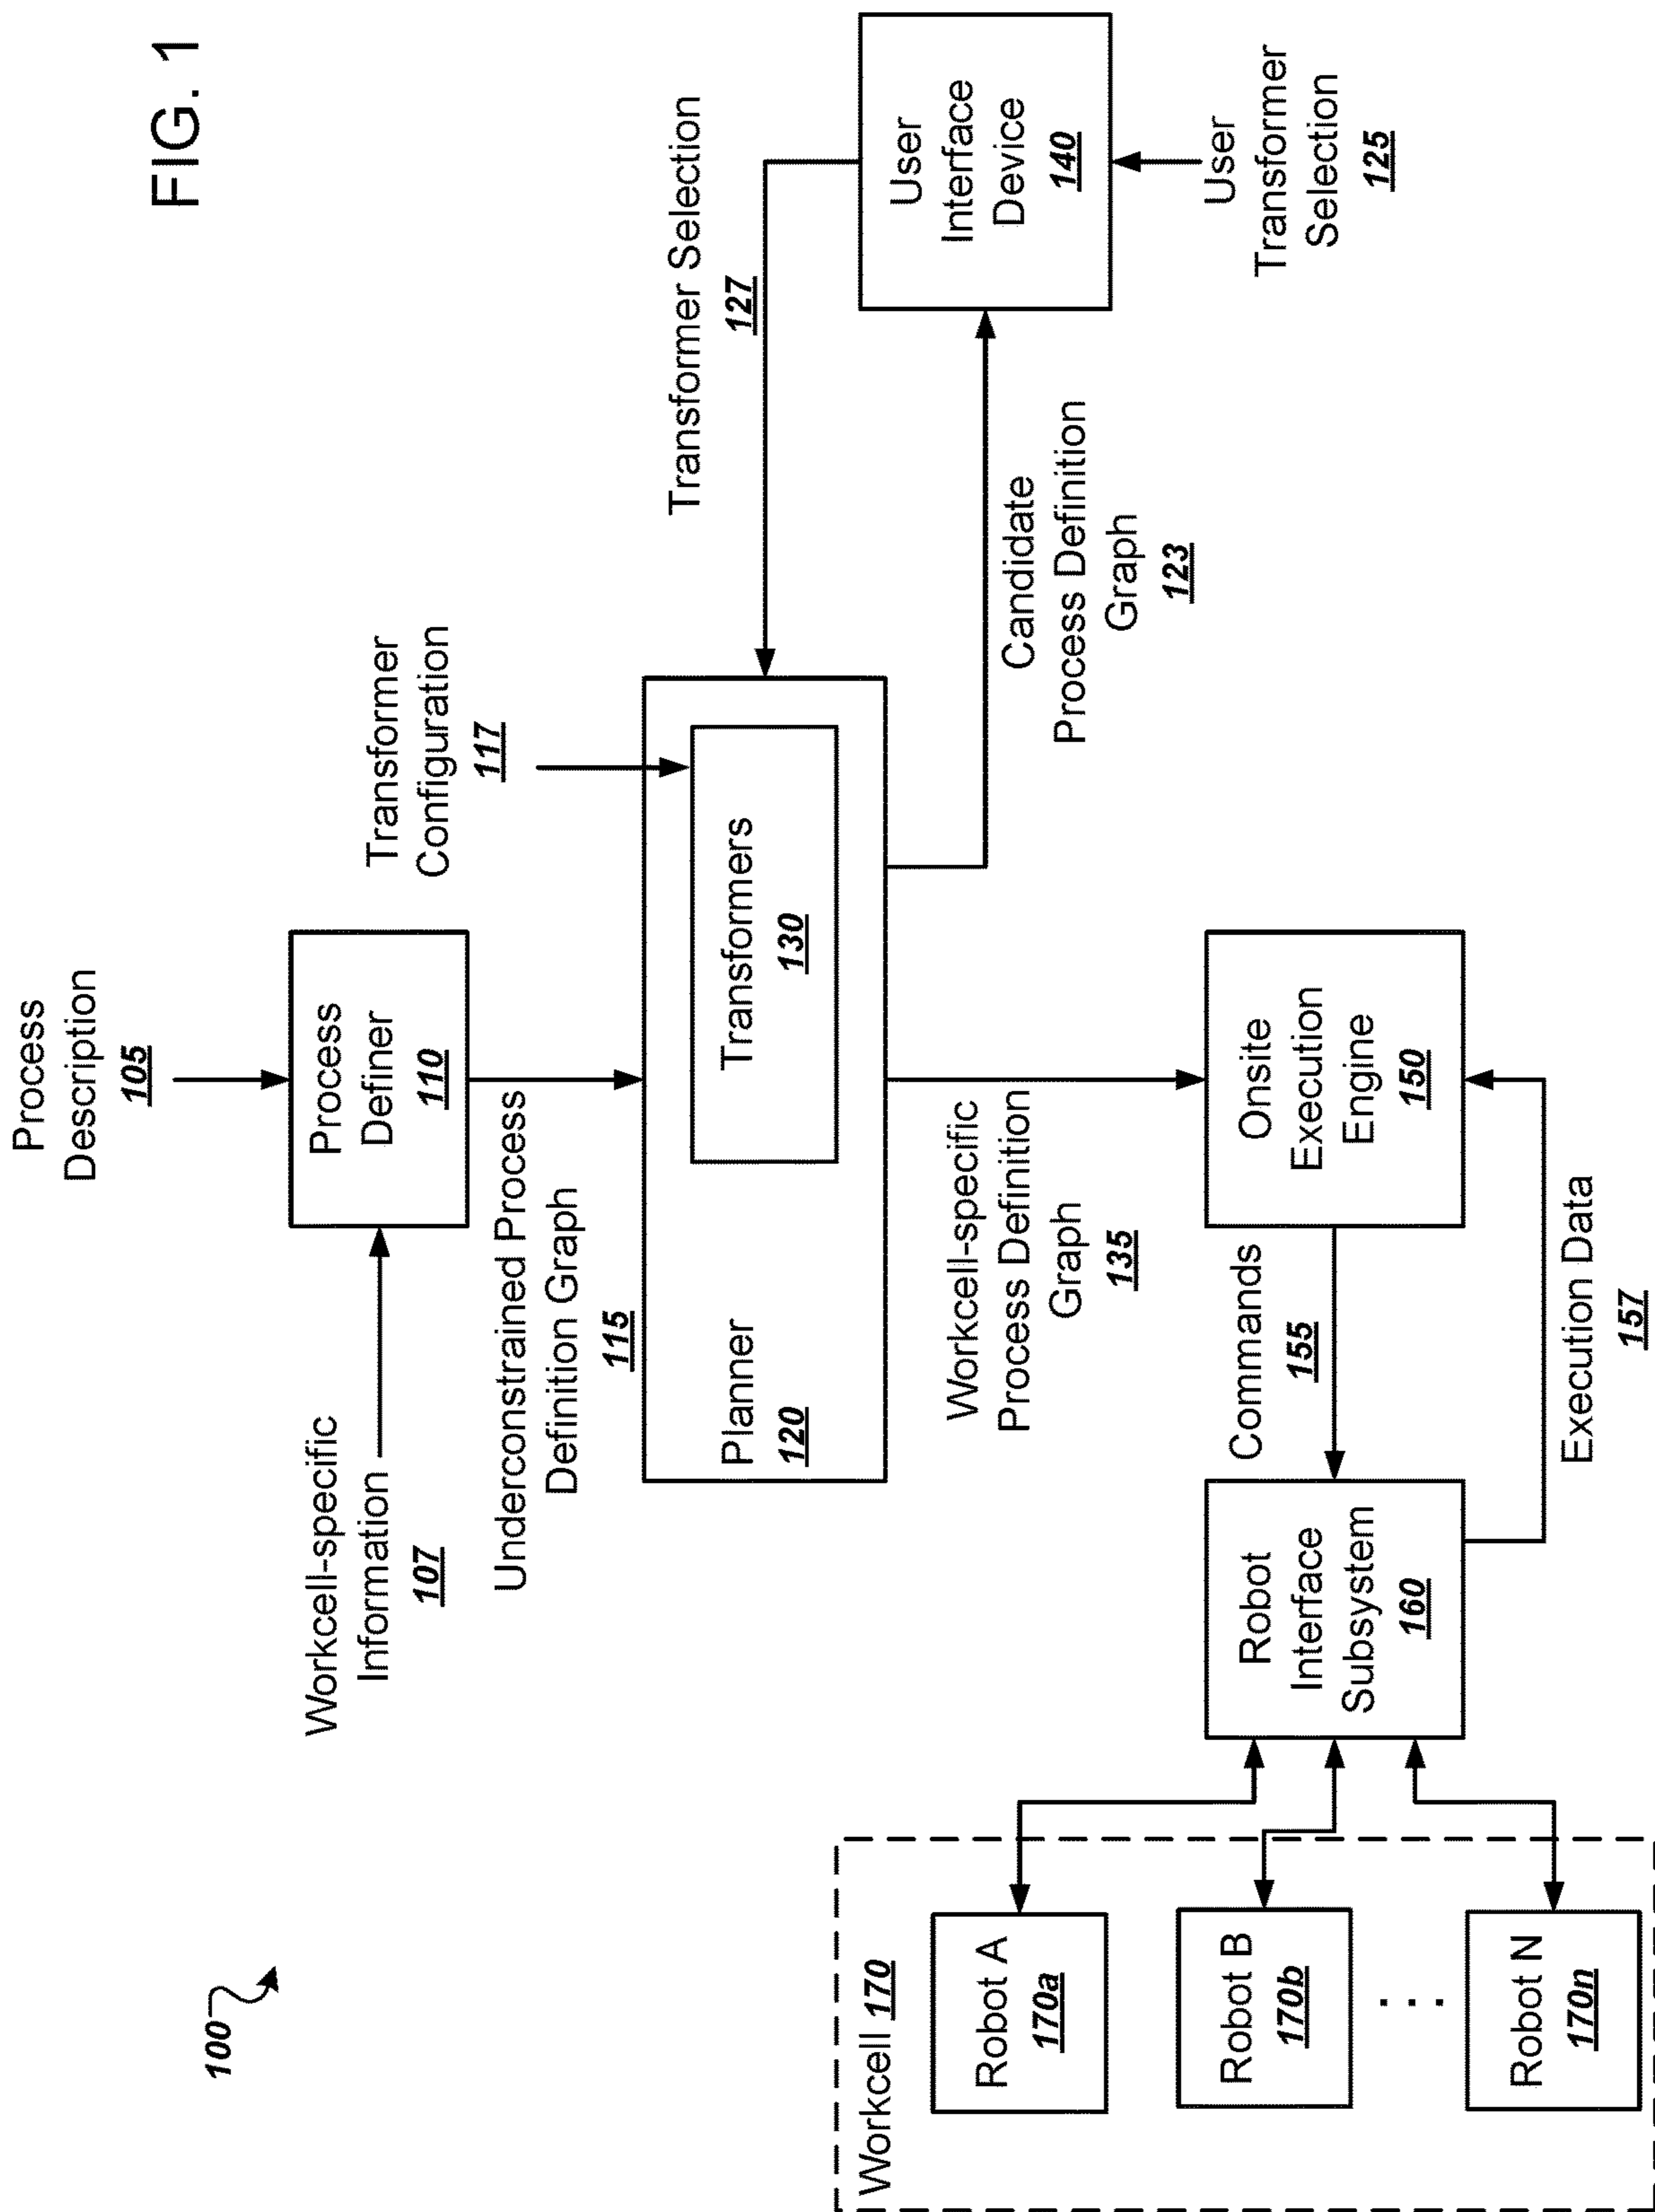 FIG. 1
100
Process
Description
105
Workcell-specific
Information
107
Process
Definer
110
Underconstrained Process
Definition Graph
115
Transformer
Configuration
117
Planner
120
Transformers
130
Transformer Selection
127
User
Interface
Device
140
Candidate
Process Definition
Graph
123
User
Transformer
Selection
125
Workcell-specific
Process Definition
Graph
135
Onsite
Execution
Engine
150
Commands
155
Robot
Interface
Subsystem
160
Execution Data
157
Workcell 170
Robot A
170a
Robot B
170b
. . .
Robot N
170n